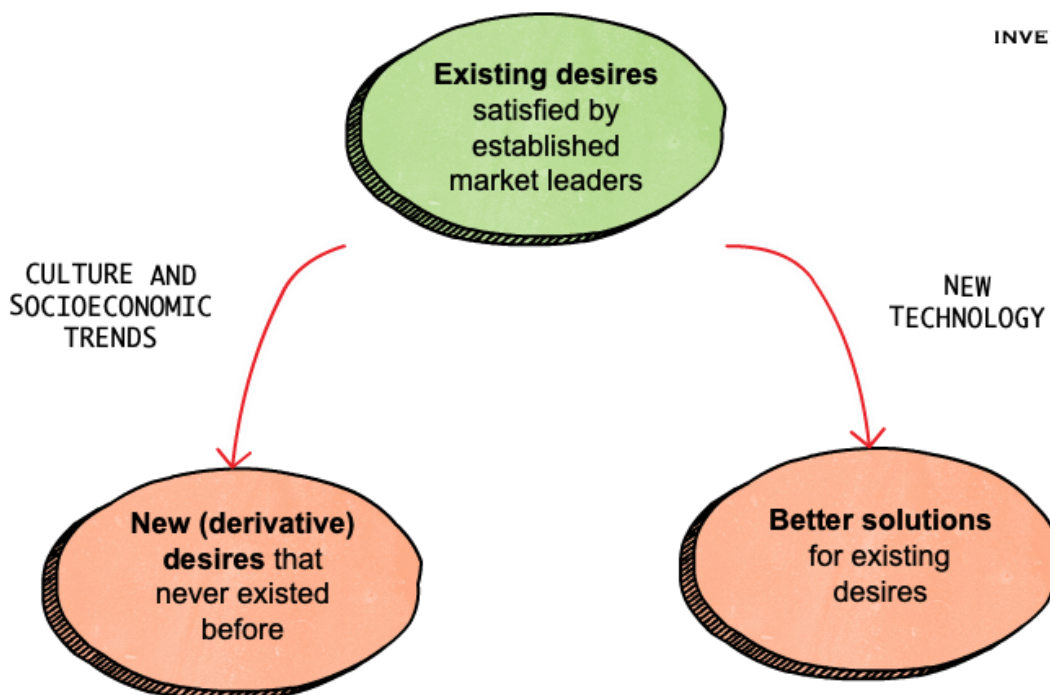 INVE
Existing desires
satisfied by
established
market leaders
CULTURE AND
SOCIOECONOMIC
TRENDS
NEW
TECHNOLOGY
New (derivative)
desires that
never existed
before
Better solutions
for existing
desires